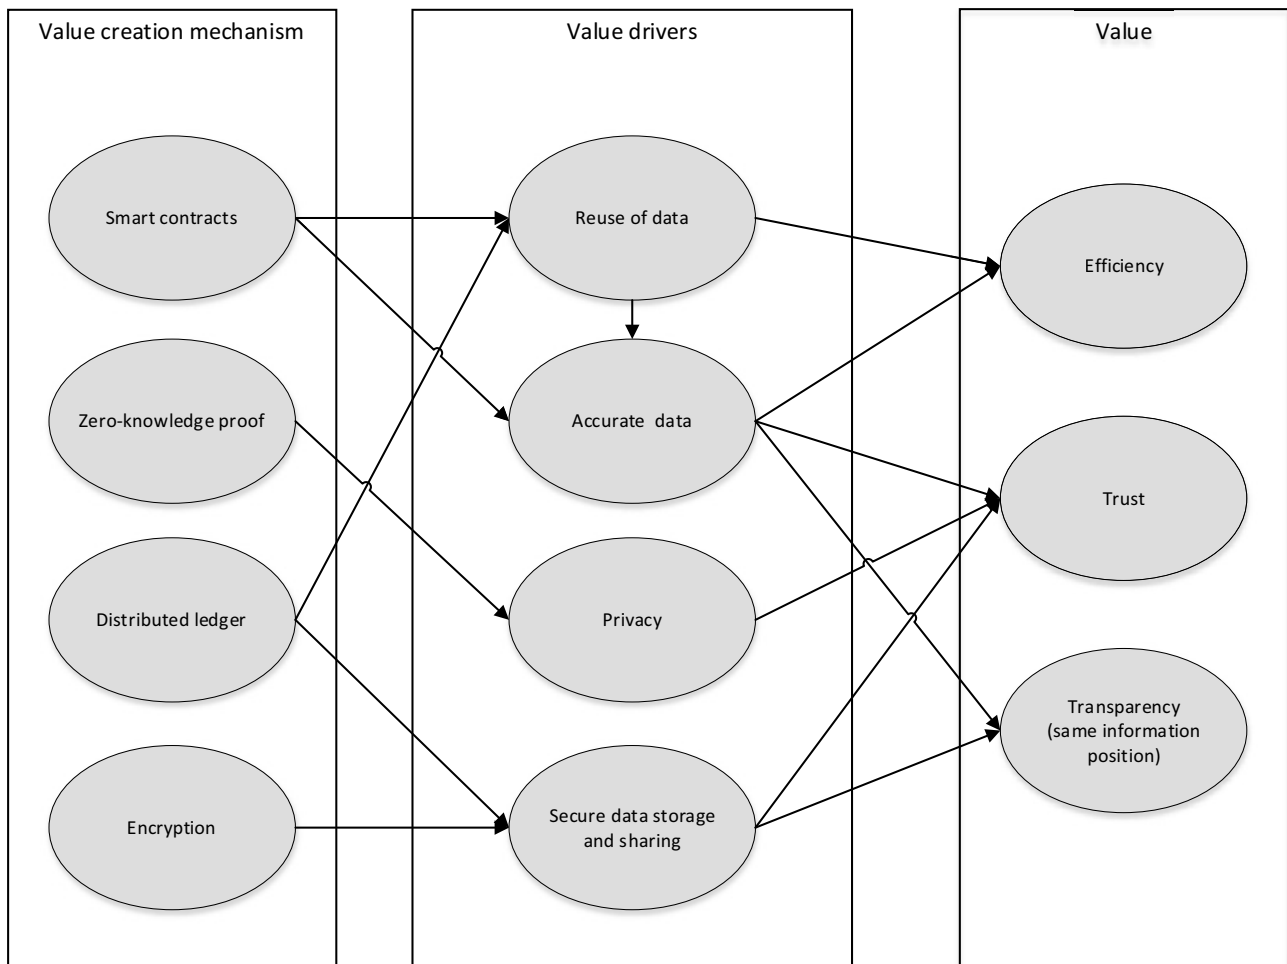 Value creation mechanism
Smart contracts
Zero-knowledge proof
Distributed ledger
Encryption
Value drivers
Reuse of data
Accurate  data
Privacy
Secure data storage
and sharing
Value
Efficiency
Trust
Transparency
(same information
position)